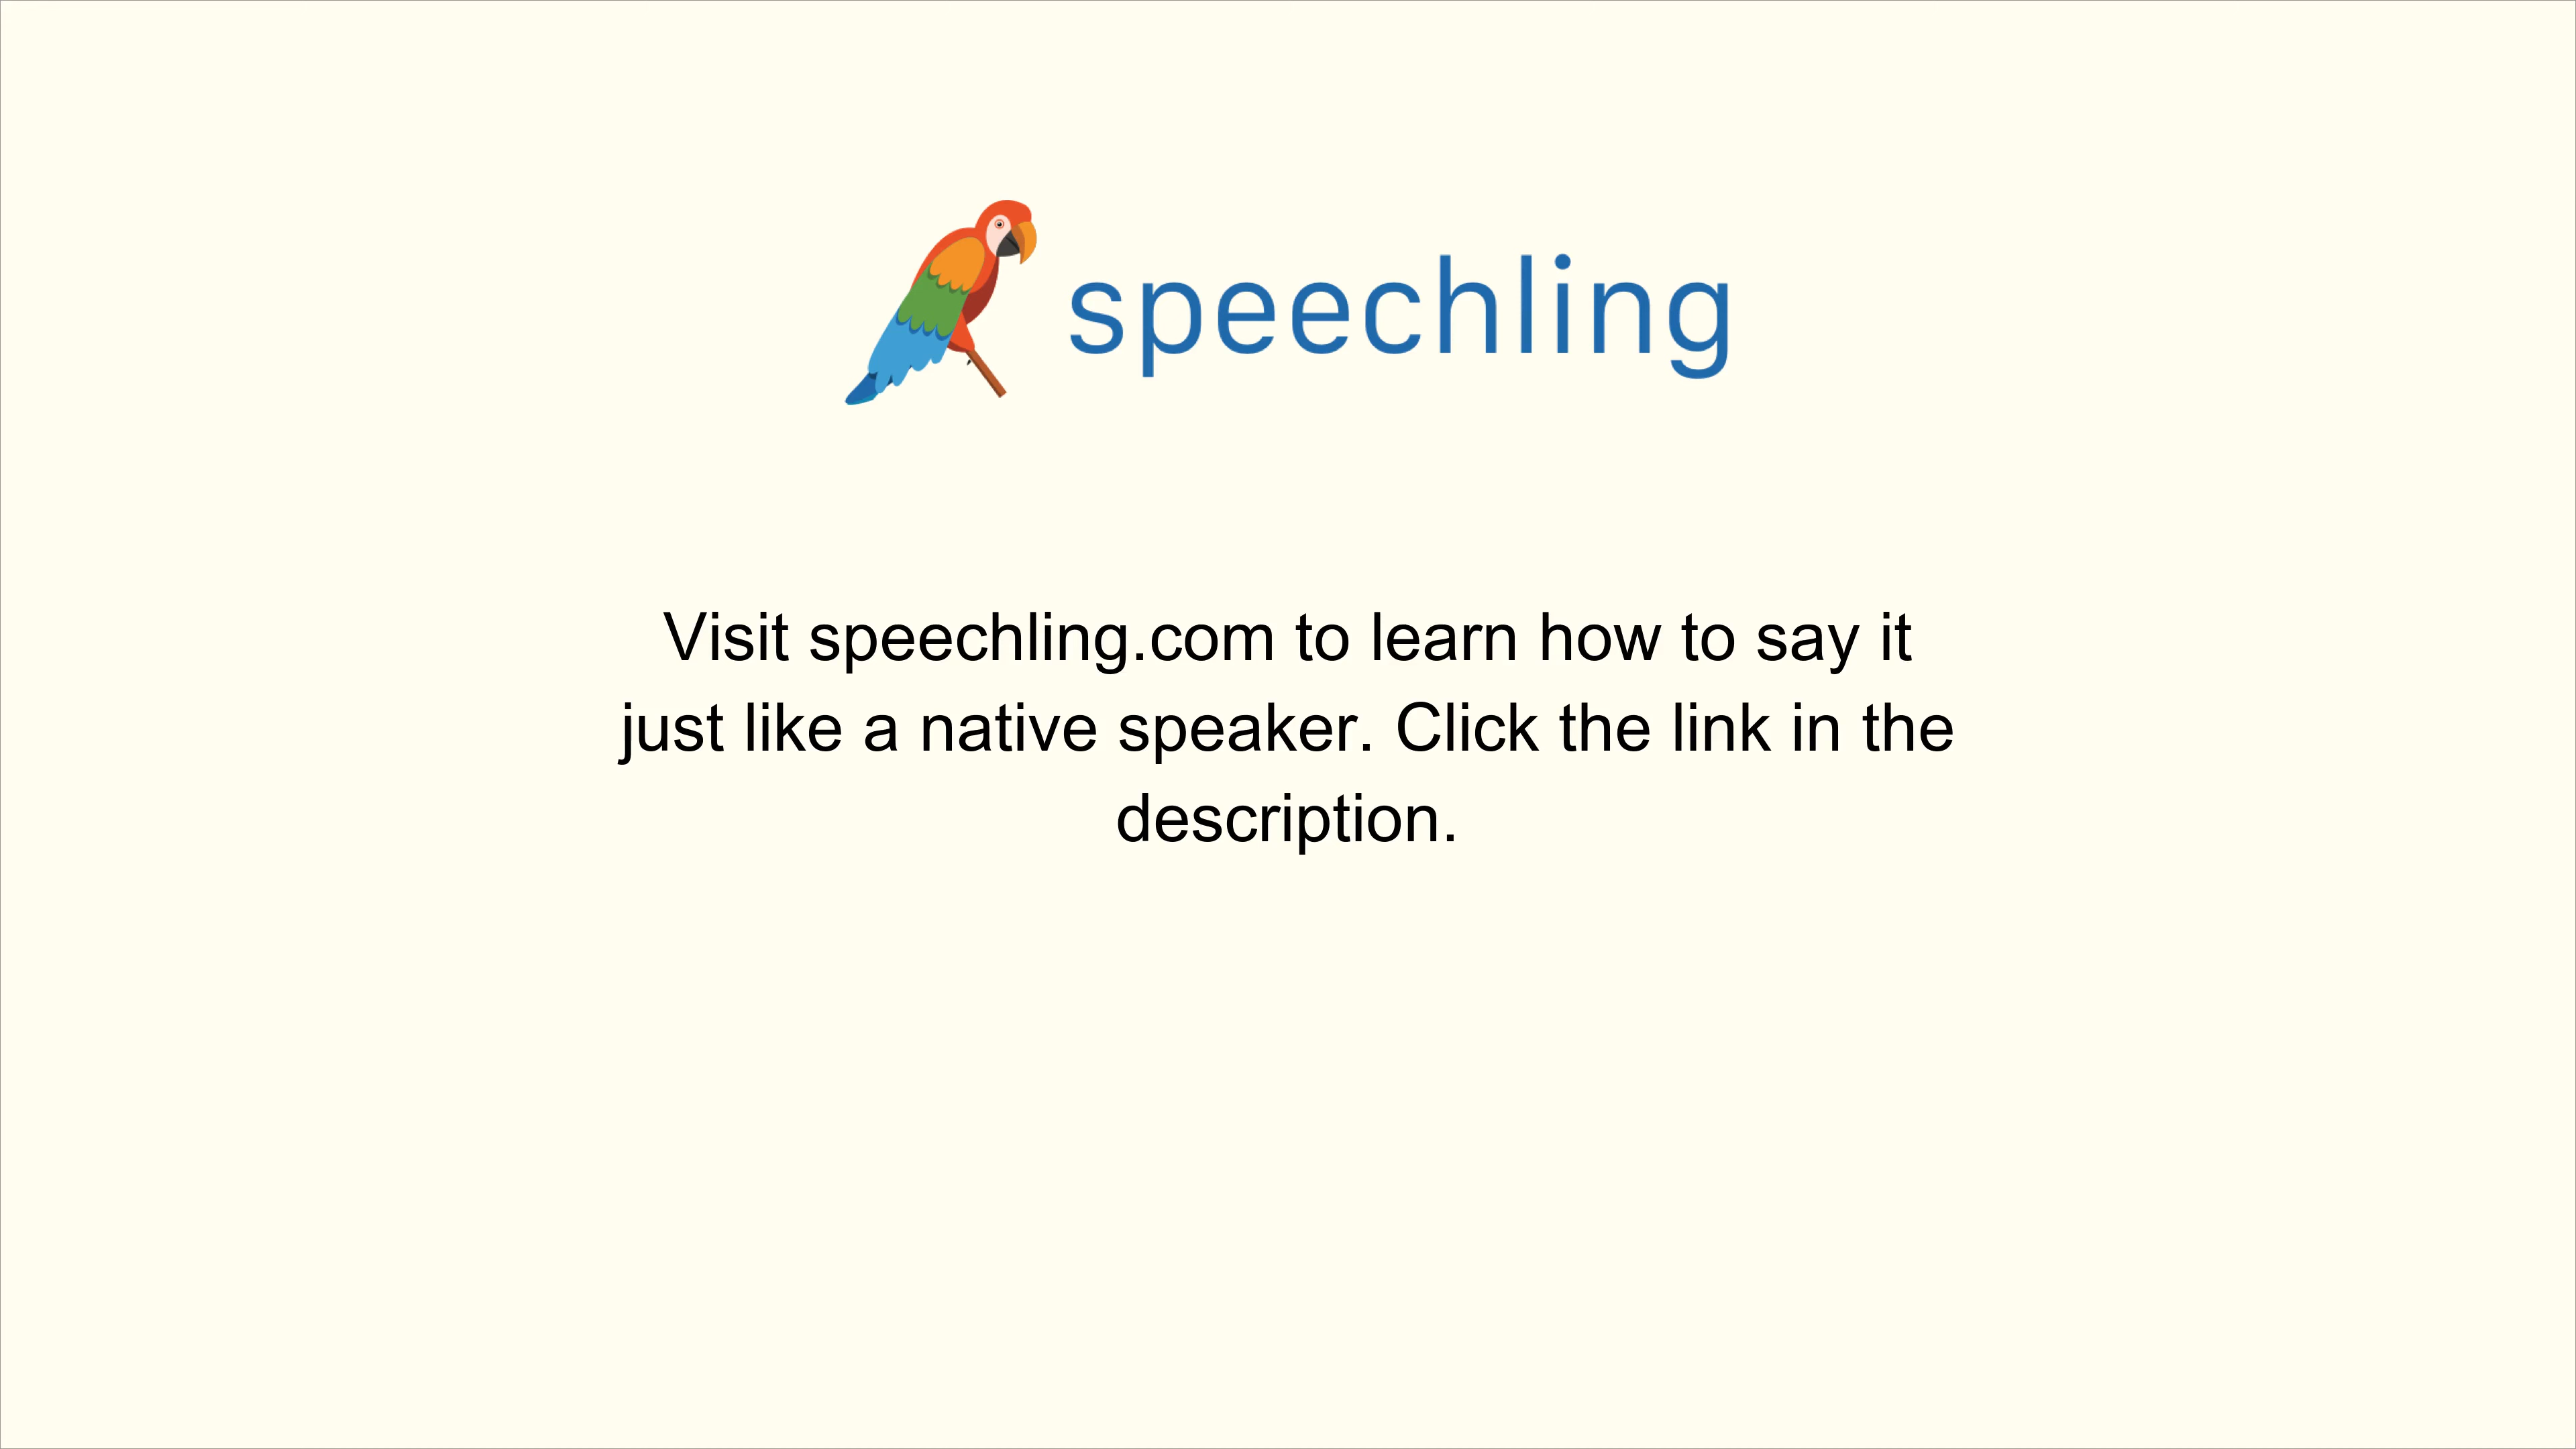 speechling
Visit speechling.com to learn how to say it
just like a native speaker. Click the link in the
description.